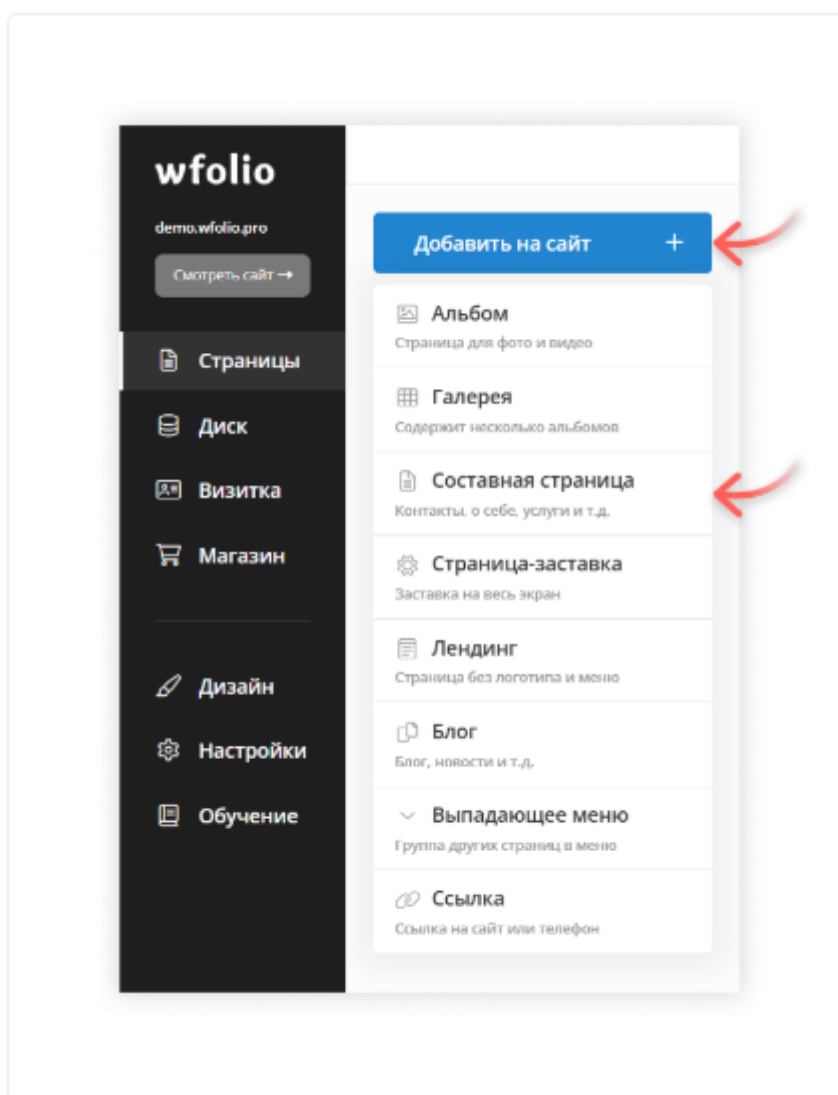 wfolio
demo.wfolio.pro
Смотреть сайт →
Страницы
Диск
Визитка
Магазин
Дизайн
Настройки
Обучение
Добавить на сайт +
Альбом
Страница для фото и видео
Галерея
Содержит несколько альбомов
Составная страница
Контакты, о себе, услуги и т.д.
Страница-заставка
Заставка на весь экран
Лендинг
Страница без логотипа и меню
Блог
Блог, новости и т.д.
Выпадающее меню
Группа других страниц в меню
Ссылка
Ссылка на сайт или телефон